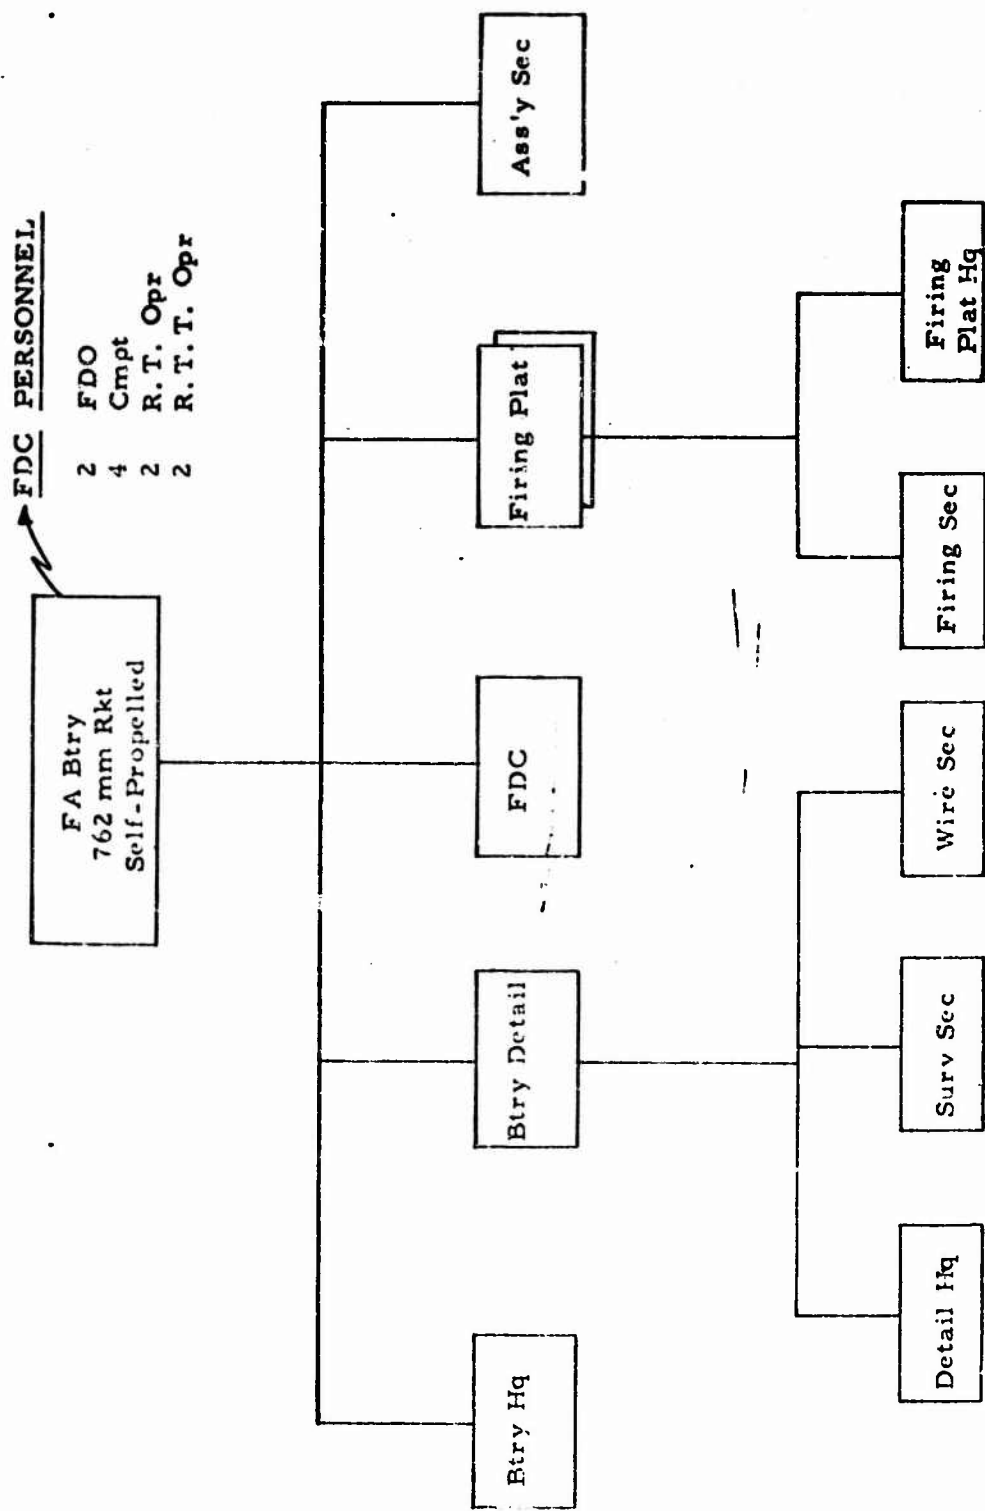 FDC PERSONNEL
2 FDO
4 Cmpt
2 R.T. Opr
2 R.T.T. Opr
FA Btry
762 mm Rkt
Self-Propelled
Btry Hq
Btry Detail
FDC
Firing Plat
Ass'y Sec
Detail Hq
Surv Sec
Wire Sec
Firing Sec
Firing
Plat Hq